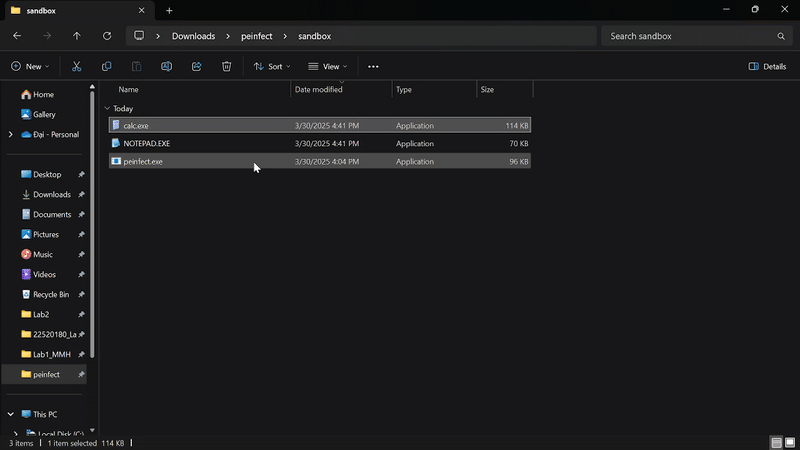 sandbox
Downloads > peinfect > sandbox
Search sandbox
New
Sort
View
Details
Name Date modified Type Size
Today
calc.exe 3/30/2025 4:41 PM Application 114 KB
NOTEPAD.EXE 3/30/2025 4:41 PM Application 70 KB
peinfect.exe 3/30/2025 4:04 PM Application 96 KB
Home
Gallery
Đại - Personal
Desktop
Downloads
Documents
Pictures
Music
Videos
Recycle Bin
Lab2
22520180_La
Lab1_MMH
peinfect
This PC
Local Disk (C:)
3 items 1 item selected 114 KB